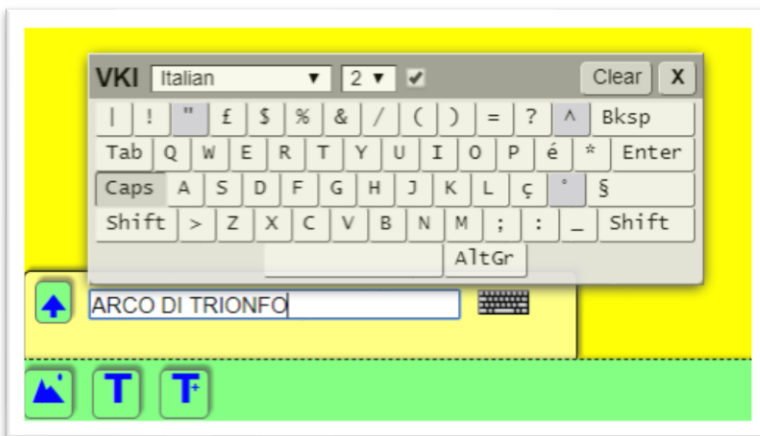 VKI Italian ▼ 2 ▼ ✔ Clear X
| ! " £ $ % & / ( ) = ? ^ Bksp
Tab Q W E R T Y U I O P é * Enter
Caps A S D F G H J K L ç ° §
Shift > Z X C V B N M ; : _ Shift
AltGr
ARCO DI TRIONFO
T T+